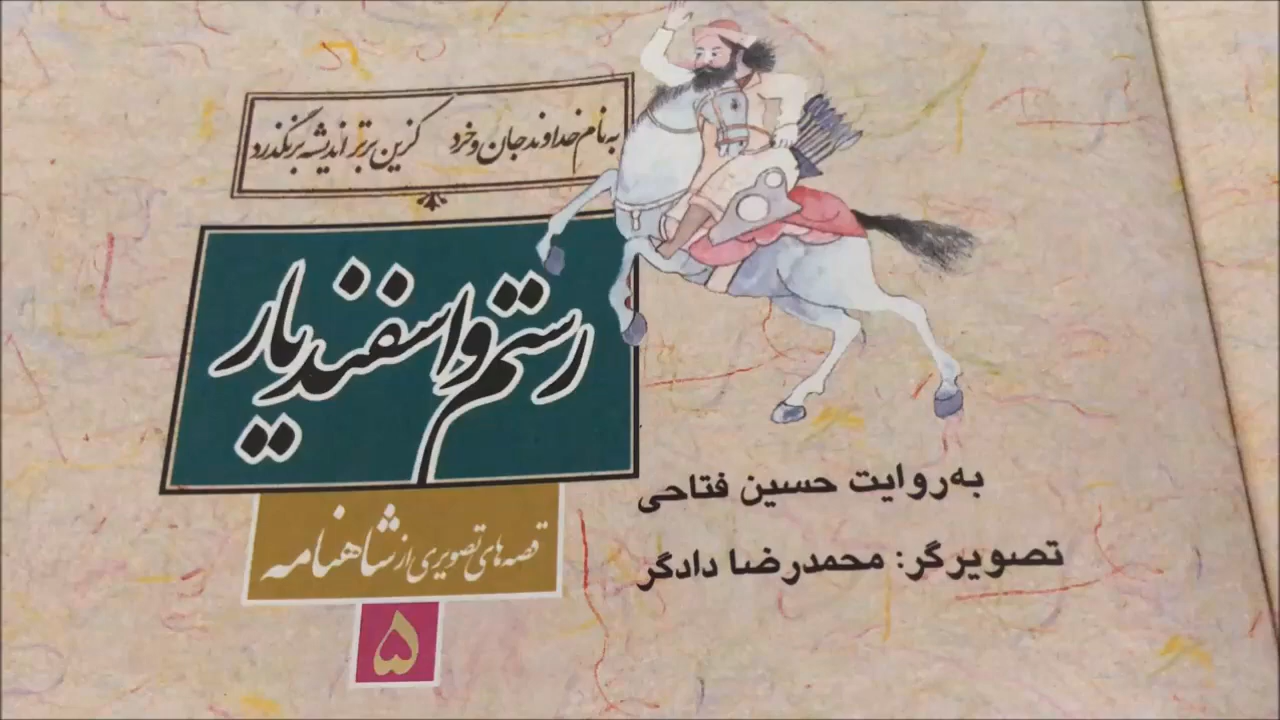 به نام خداوند جان و خرد کزین برتر اندیشه برنگذرد
رستم و اسفندیار
به روایت حسین فتاحی
قصه‌های تصویری از شاهنامه
تصویرگر: محمدرضا دادگر
۵